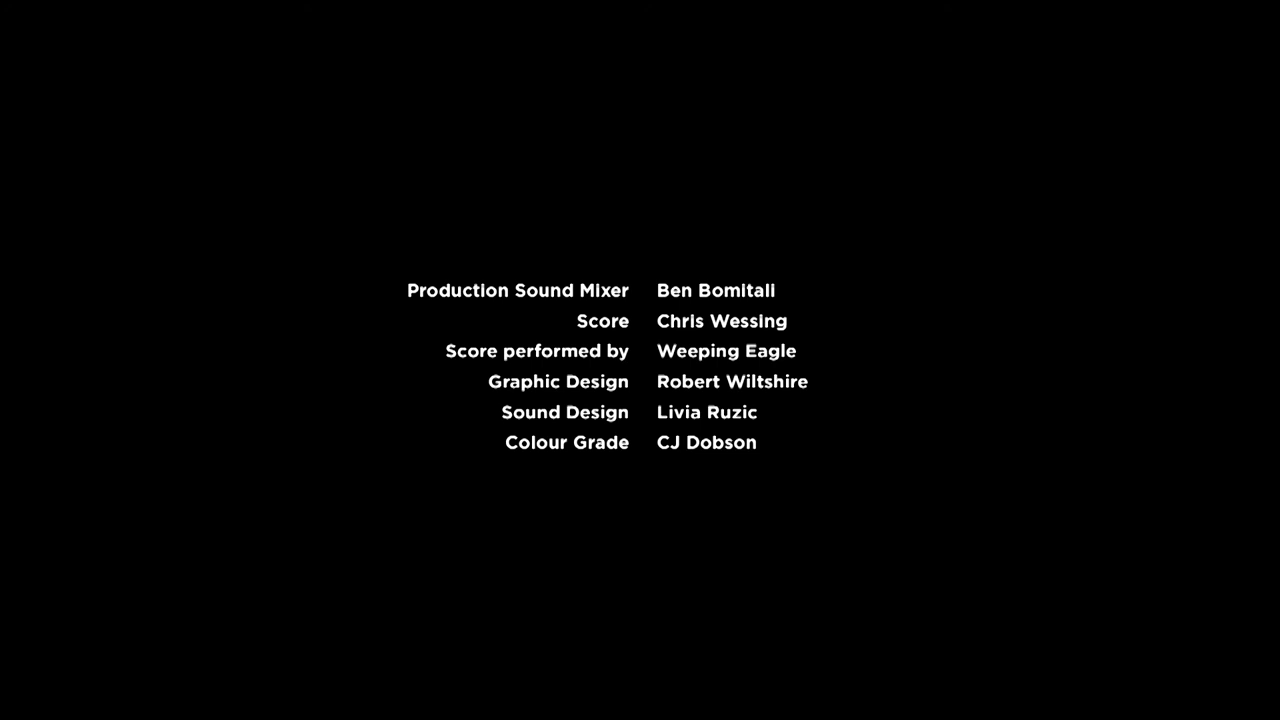 Production Sound Mixer Ben Bomitali
Score Chris Wessing
Score performed by Weeping Eagle
Graphic Design Robert Wiltshire
Sound Design Livia Ruzic
Colour Grade CJ Dobson